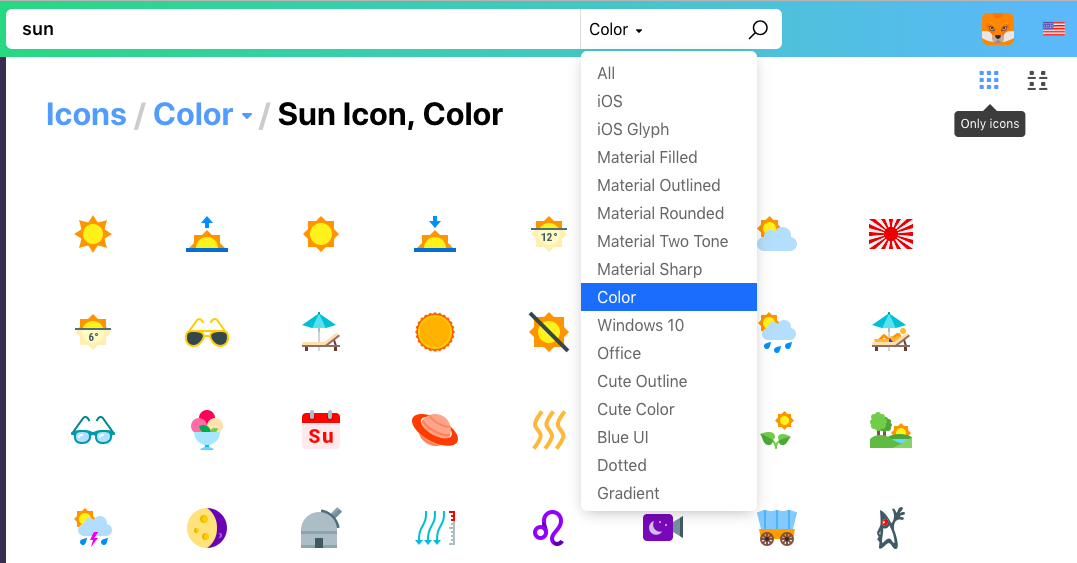 sun
Color
Only icons
Icons / Color / Sun Icon, Color
All
iOS
iOS Glyph
Material Filled
Material Outlined
Material Rounded
Material Two Tone
Material Sharp
Color
Windows 10
Office
Cute Outline
Cute Color
Blue UI
Dotted
Gradient
12°
6°
Su